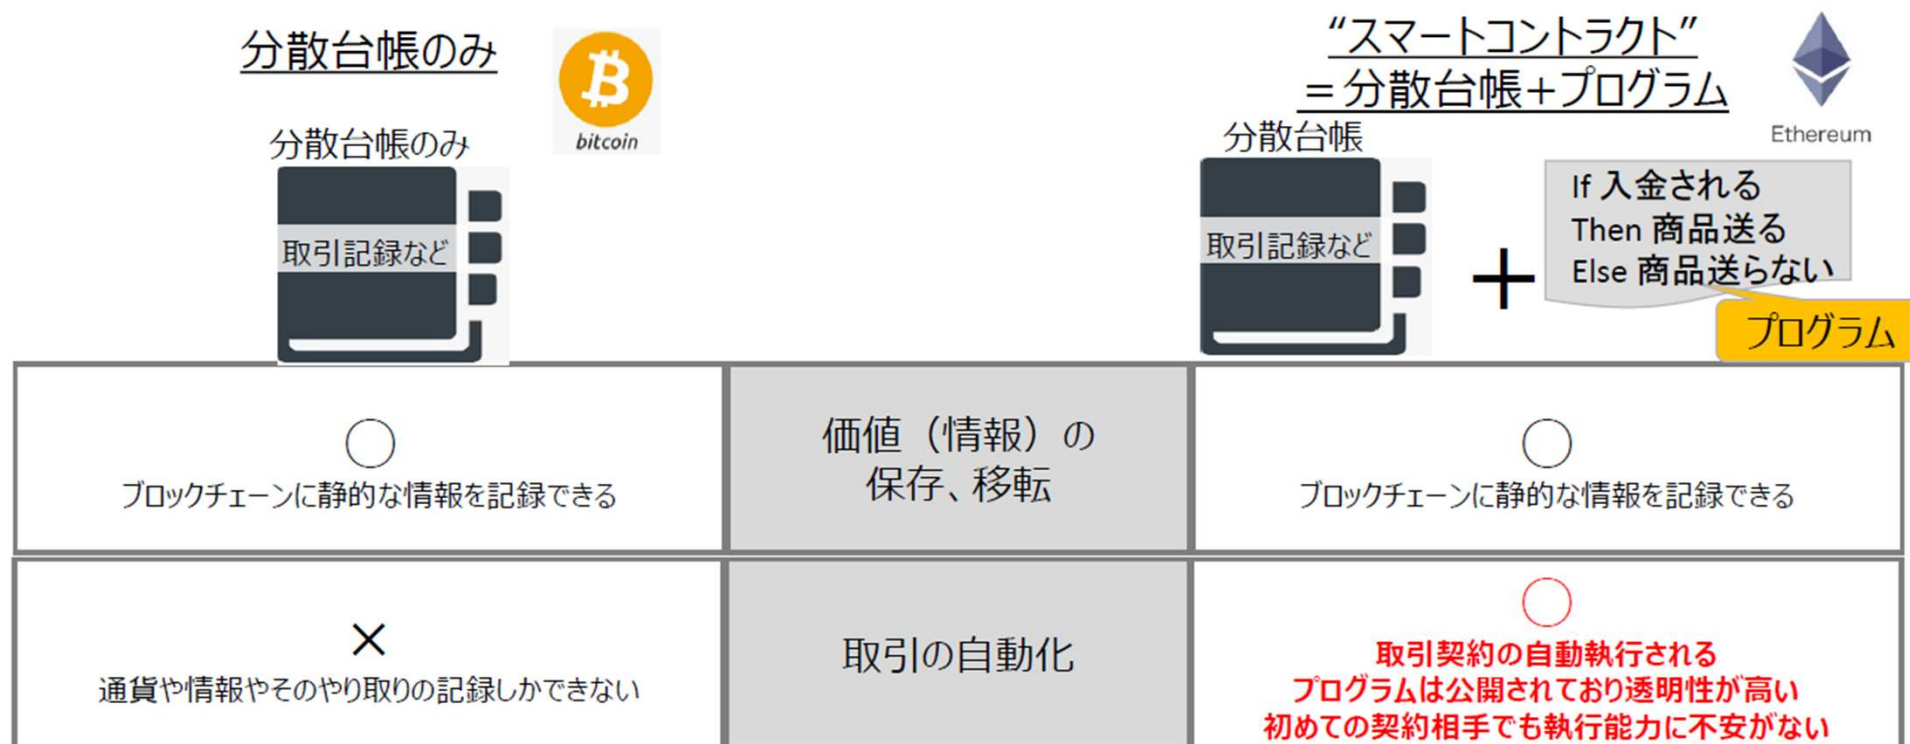 分散台帳のみ
bitcoin
分散台帳のみ
取引記録など
“スマートコントラクト”
＝分散台帳+プログラム
Ethereum
分散台帳
取引記録など
+
If 入金される
Then 商品送る
Else 商品送らない
プログラム
○
ブロックチェーンに静的な情報を記録できる
価値（情報）の
保存、移転
○
ブロックチェーンに静的な情報を記録できる
×
通貨や情報やそのやり取りの記録しかできない
取引の自動化
○
取引契約の自動執行される
プログラムは公開されており透明性が高い
初めての契約相手でも執行能力に不安がない